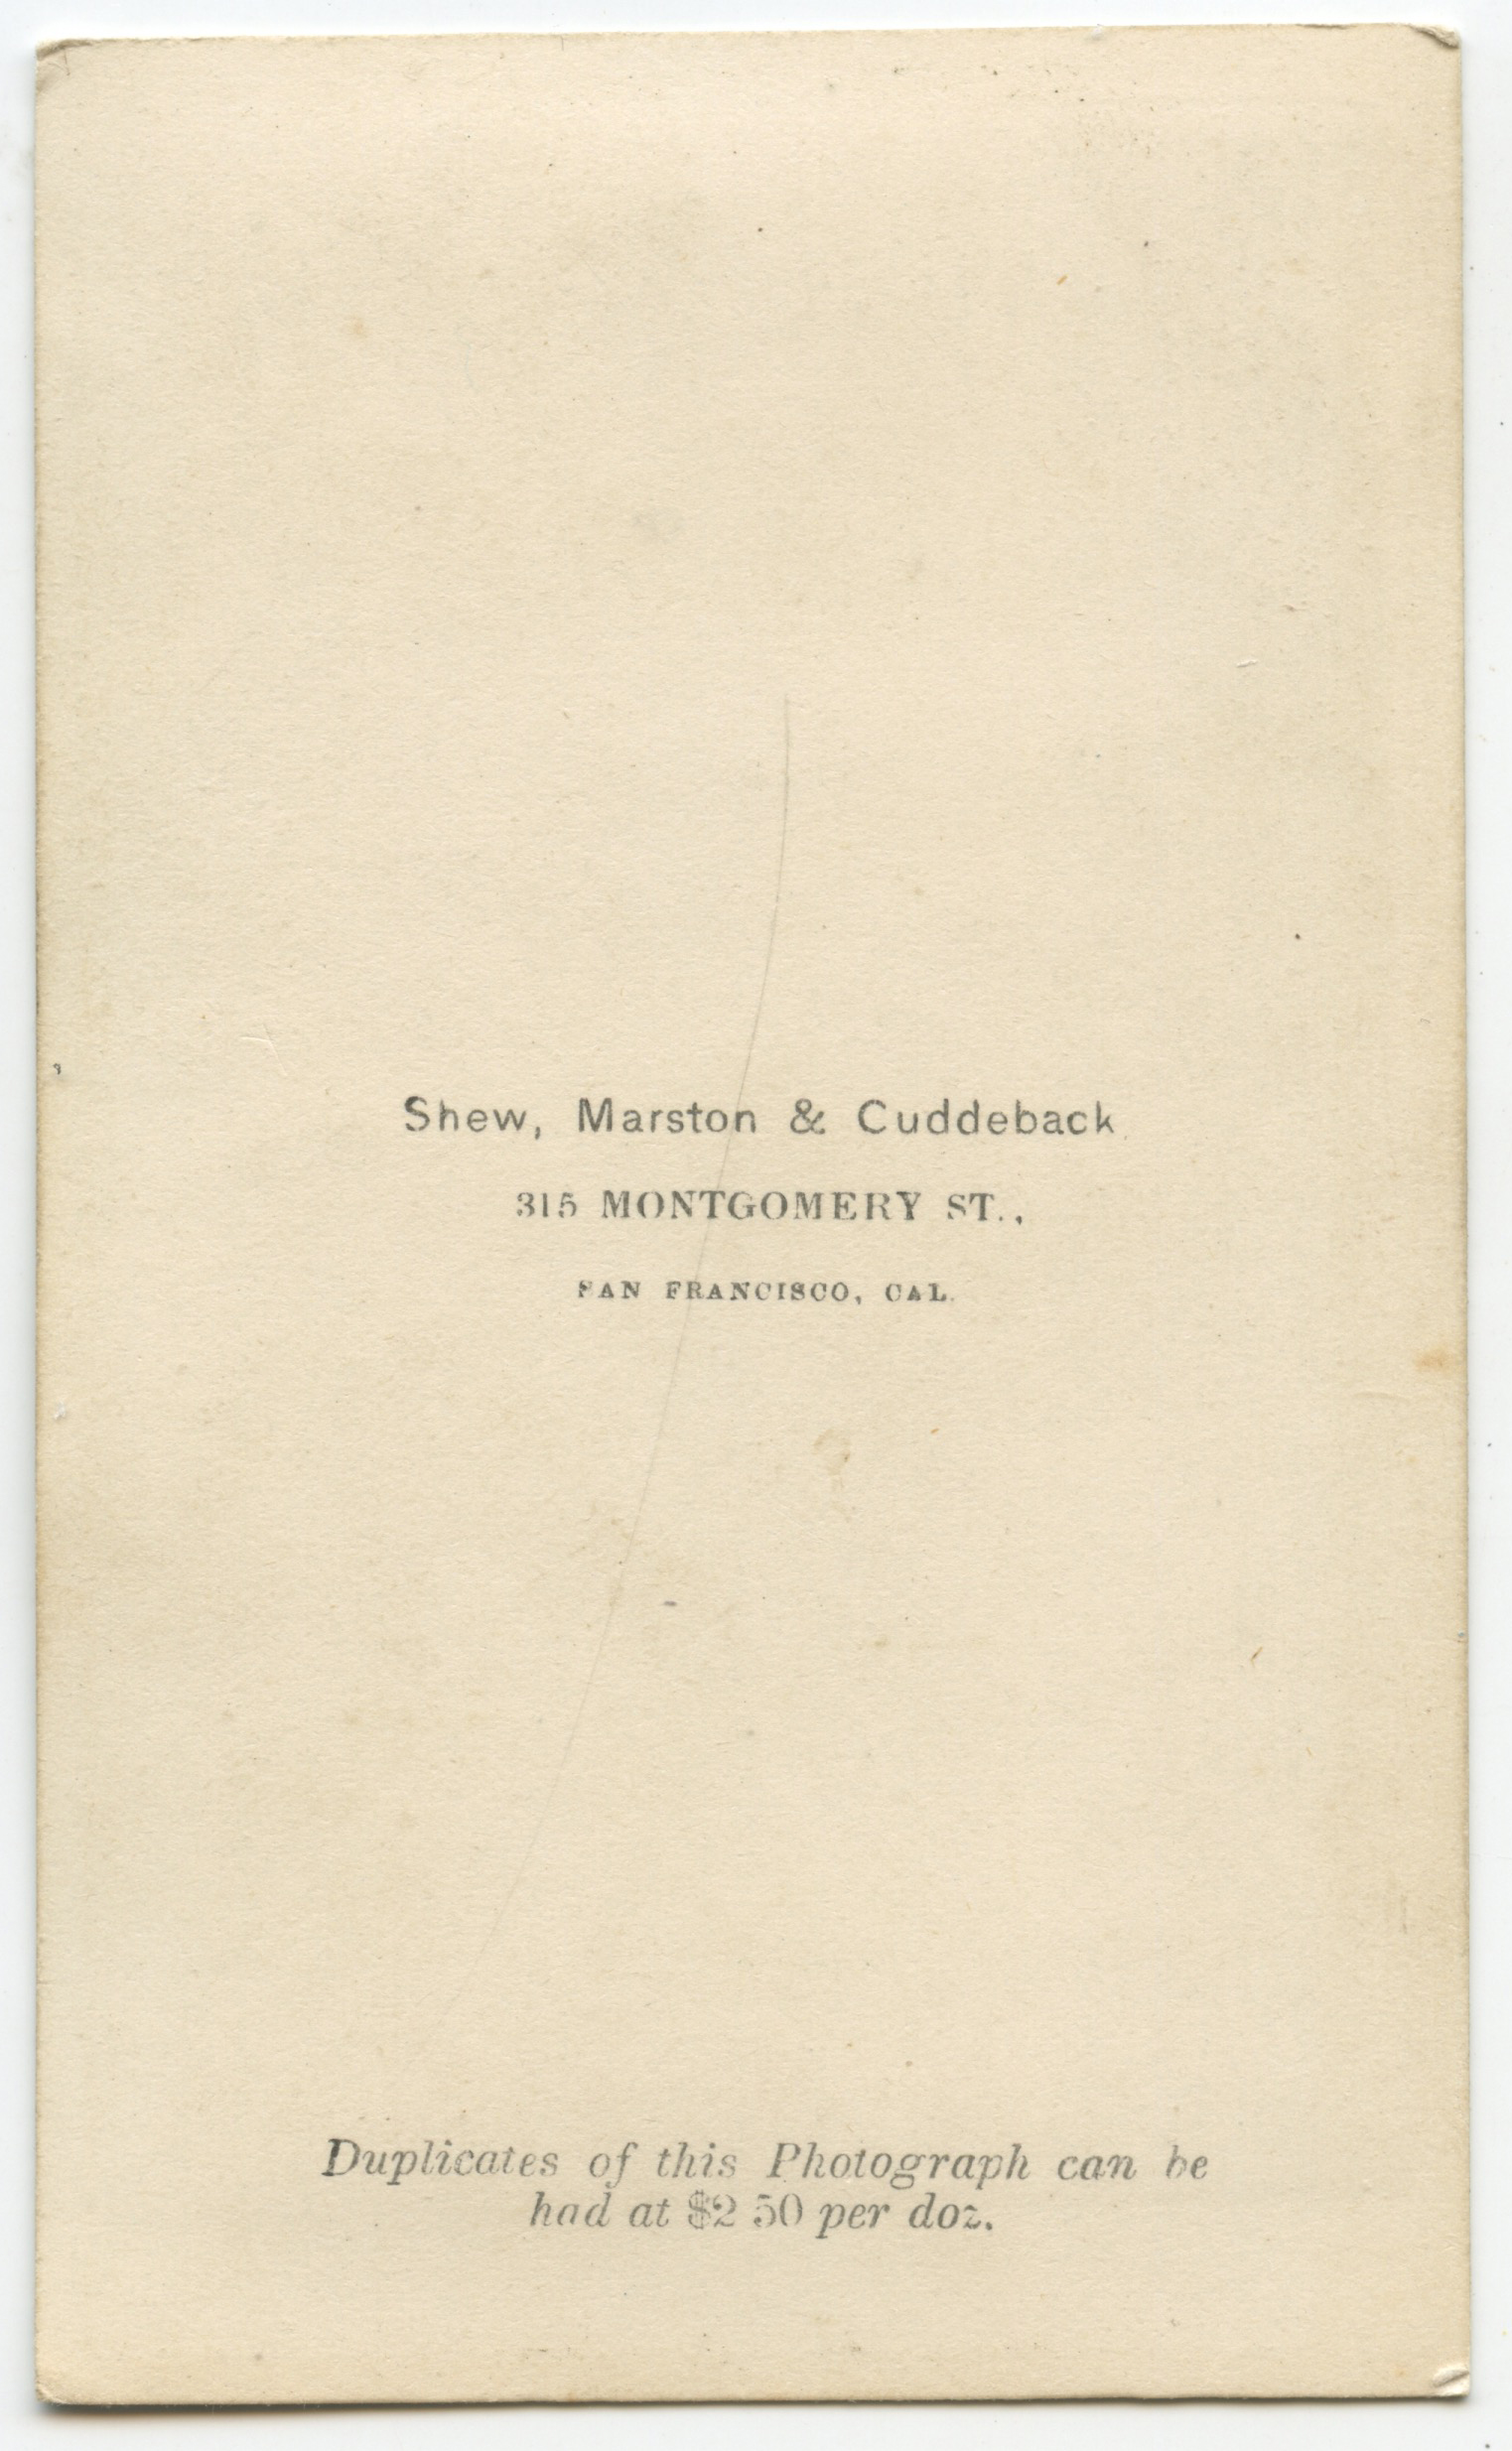 Shew, Marston & Cuddeback
315 MONTGOMERY ST.,
SAN FRANCISCO, CAL.
Duplicates of this Photograph can be
had at $2 50 per doz.